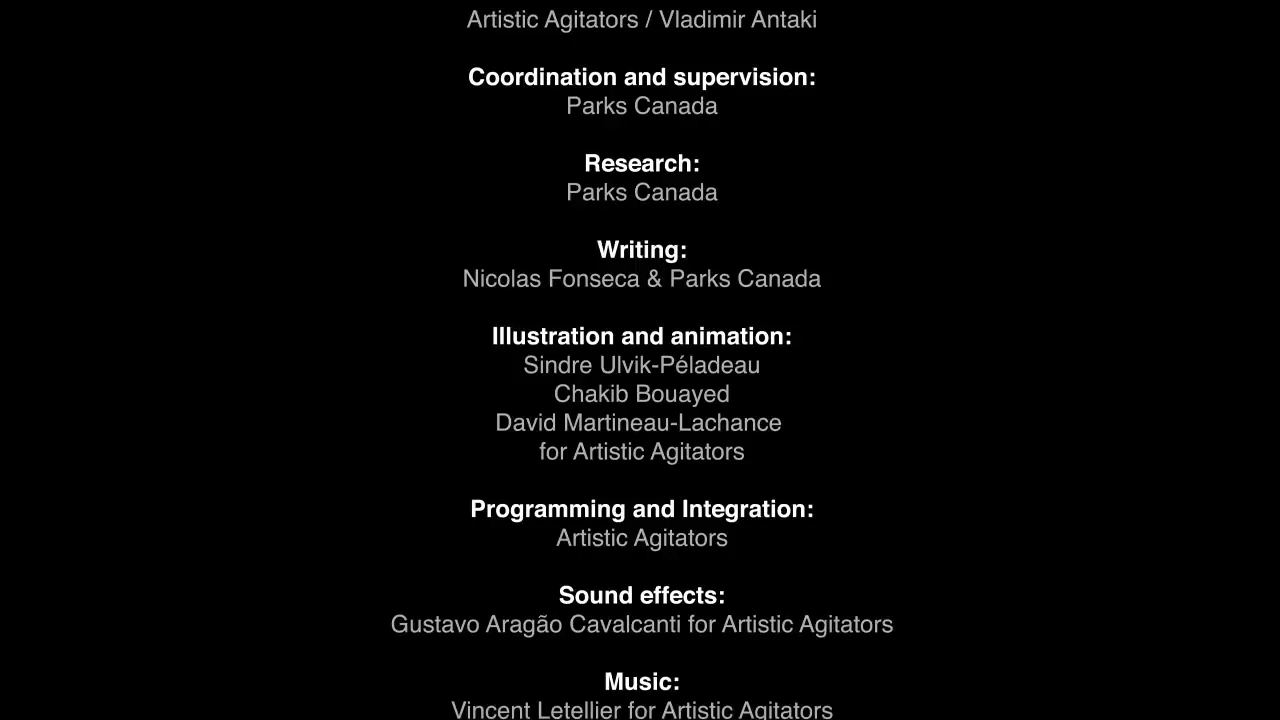 Artistic Agitators / Vladimir Antaki
Coordination and supervision:
Parks Canada
Research:
Parks Canada
Writing:
Nicolas Fonseca & Parks Canada
Illustration and animation:
Sindre Ulvik-Péladeau
Chakib Bouayed
David Martineau-Lachance
for Artistic Agitators
Programming and Integration:
Artistic Agitators
Sound effects:
Gustavo Aragão Cavalcanti for Artistic Agitators
Music:
Vincent Letellier for Artistic Agitators